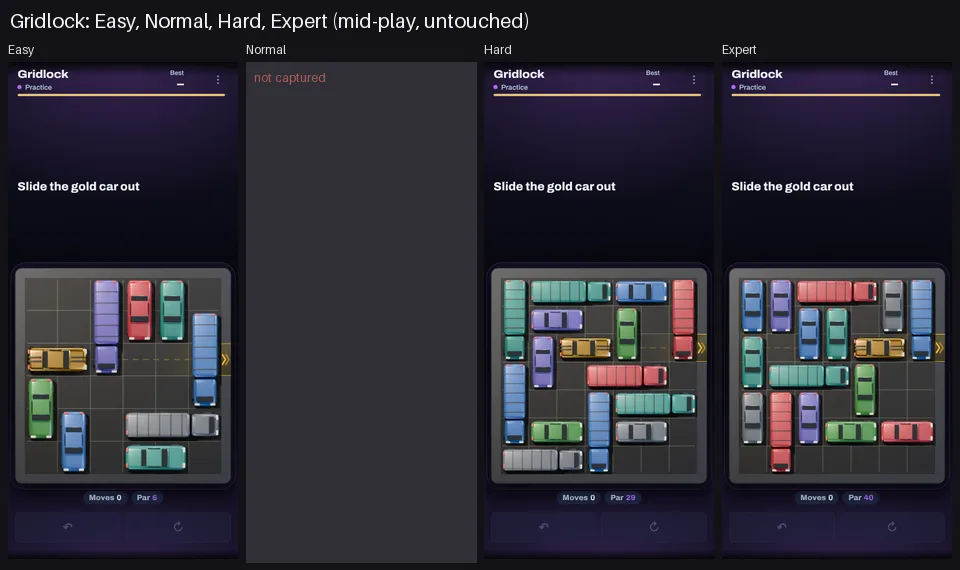 Gridlock: Easy, Normal, Hard, Expert (mid-play, untouched)
Easy
Normal
Hard
Expert
Gridlock
Practice
Best
–
Slide the gold car out
Moves 0
Par 6
not captured
Gridlock
Practice
Best
–
Slide the gold car out
Moves 0
Par 29
Gridlock
Practice
Best
–
Slide the gold car out
Moves 0
Par 40